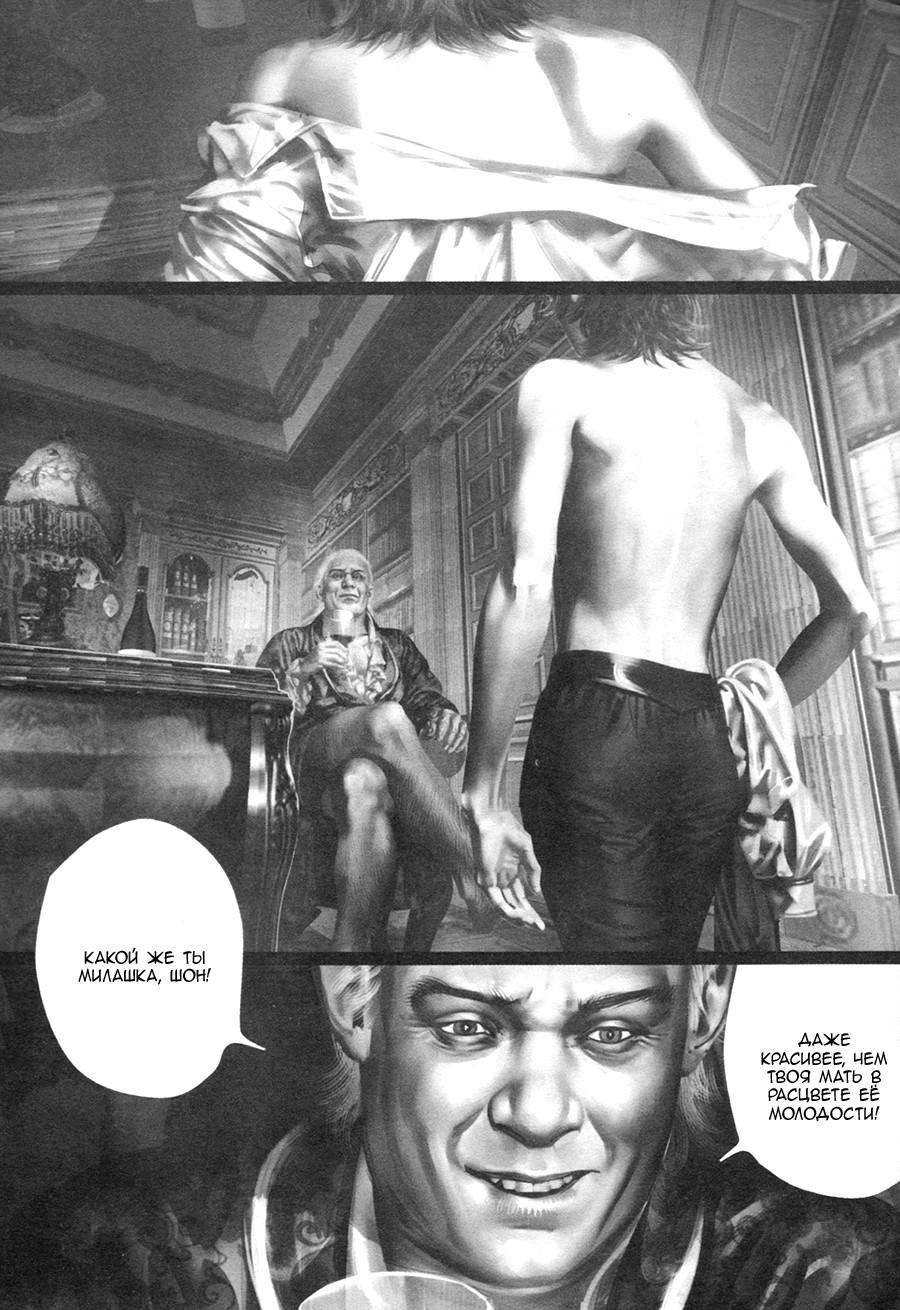 КАКОЙ ЖЕ ТЫ
МИЛАШКА, ШОН!
ДАЖЕ
КРАСИВЕЕ, ЧЕМ
ТВОЯ МАТЬ В
РАСЦВЕТЕ ЕЁ
МОЛОДОСТИ!